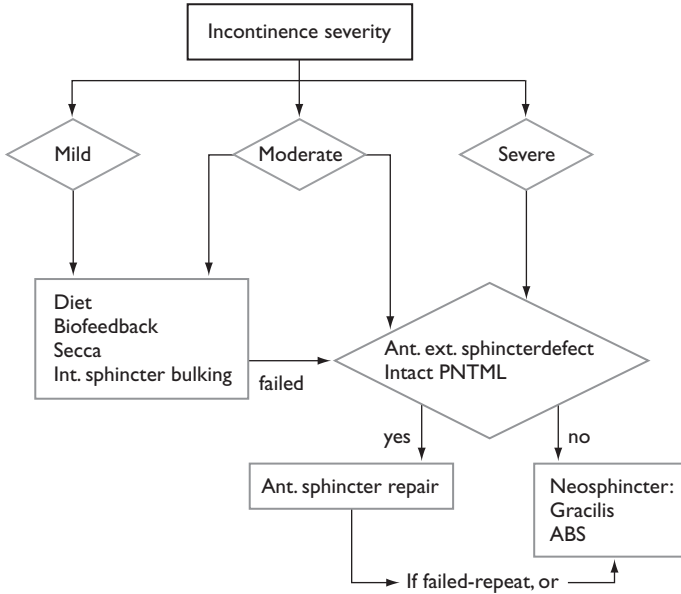 Incontinence severity
Mild
Moderate
Severe
Diet
Biofeedback
Secca
Int. sphincter bulking
failed
Ant. ext. sphincterdefect
Intact PNTML
yes
no
Ant. sphincter repair
Neosphincter:
Gracilis
ABS
If failed-repeat, or